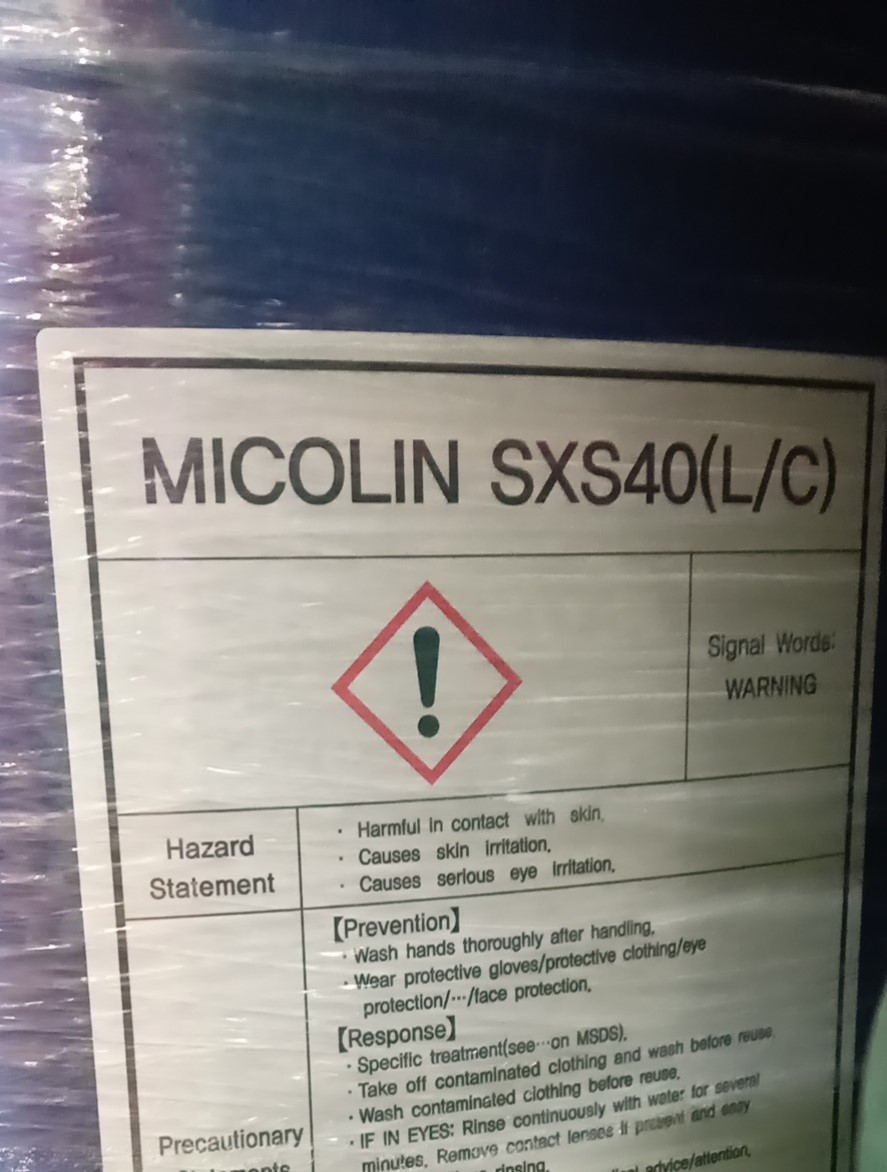 MICOLIN SXS40(L/C)
Signal Words:
WARNING
Hazard
Statement
· Harmful in contact with skin.
· Causes skin irritation.
· Causes serious eye irritation.
【Prevention】
· Wash hands thoroughly after handling.
· Wear protective gloves/protective clothing/eye
protection/···/face protection.
【Response】
· Specific treatment(see···on MSDS).
· Take off contaminated clothing and wash before reuse.
· Wash contaminated clothing before reuse.
· IF IN EYES: Rinse continuously with water for several
minutes. Remove contact lenses if present and easy
rinsing.
advice/attention.
Precautionary